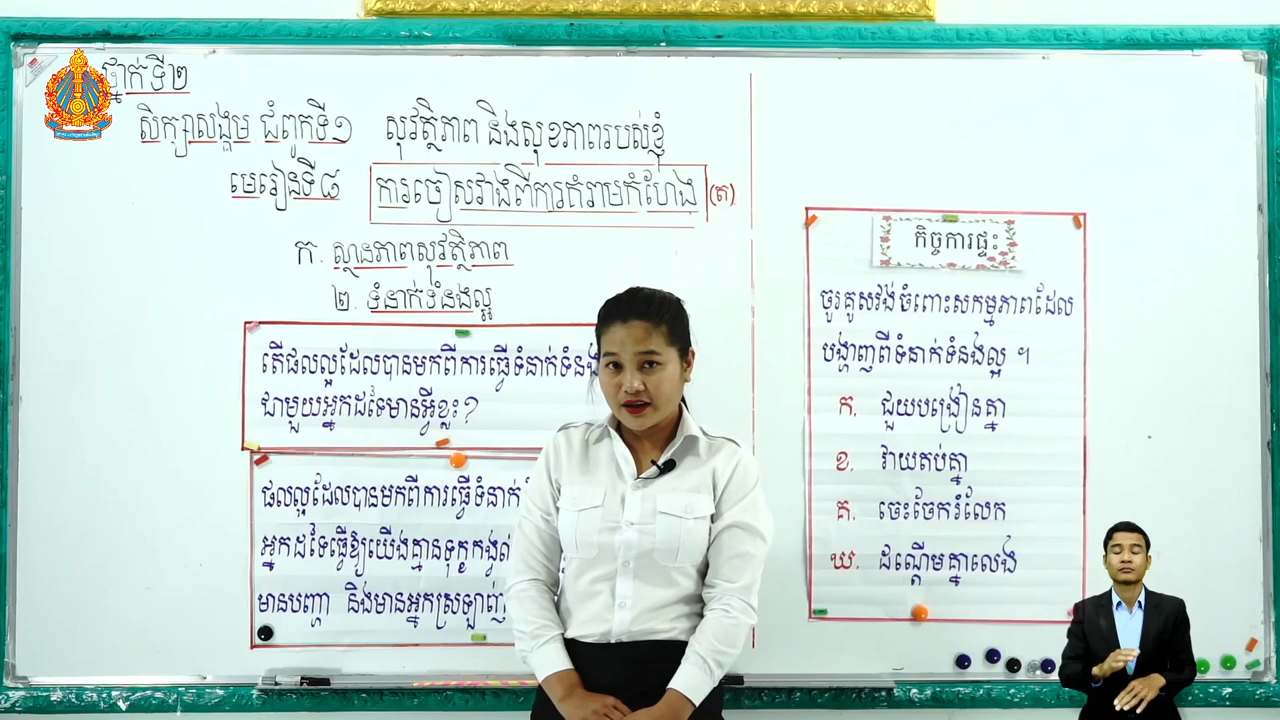 ថ្នាក់ទី២
សិក្សាសង្គម ជំពូកទី១ សុវត្ថិភាព និងសុខភាពរបស់ខ្ញុំ
មេរៀនទី៨ ការចៀសវាងពីការគំរាមកំហែង (ត)
ក. ស្ថានភាពសុវត្ថិភាព
២. ទំនាក់ទំនងល្អ
តើផលល្អដែលបានមកពីការធ្វើទំនាក់ទំនង
ជាមួយអ្នកដទៃមានអ្វីខ្លះ?
ផលល្អដែលបានមកពីការធ្វើទំនាក់
អ្នកដទៃធ្វើឱ្យយើងគ្មានទុក្ខកង្វល់
មានបញ្ហា និងមានអ្នកស្រឡាញ់
កិច្ចការផ្ទះ
ចូរគូសវង់ចំពោះសកម្មភាពដែល
បង្ហាញពីទំនាក់ទំនងល្អ ។
ក. ជួយបង្រៀនគ្នា
ខ. វាយតប់គ្នា
គ. ចេះចែករំលែក
ឃ. ដណ្ដើមគ្នាលេង